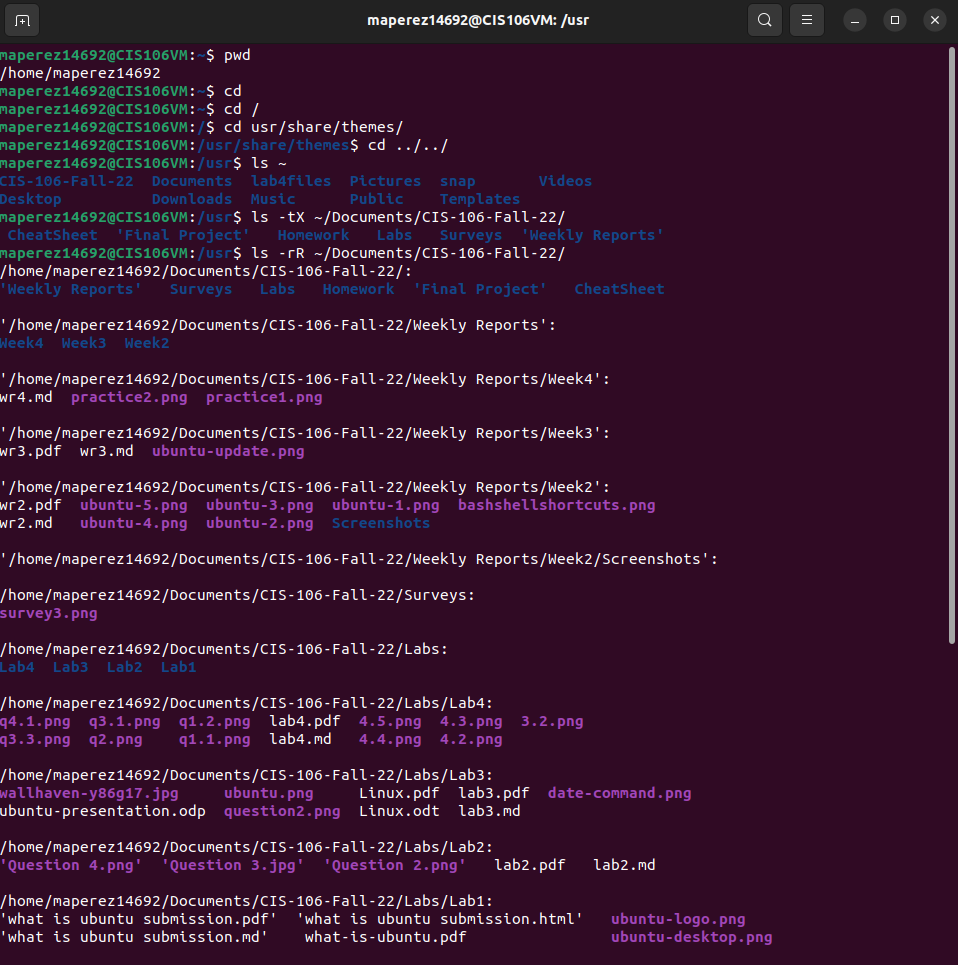 maperez14692@CIS106VM: /usr
maperez14692@CIS106VM:~$ pwd
/home/maperez14692
maperez14692@CIS106VM:~$ cd
maperez14692@CIS106VM:~$ cd /
maperez14692@CIS106VM:/$ cd usr/share/themes/
maperez14692@CIS106VM:/usr/share/themes$ cd ../../
maperez14692@CIS106VM:/usr$ ls ~
CIS-106-Fall-22  Documents  lab4files  Pictures  snap       Videos
Desktop          Downloads  Music      Public    Templates
maperez14692@CIS106VM:/usr$ ls -tX ~/Documents/CIS-106-Fall-22/
 CheatSheet  'Final Project'   Homework   Labs   Surveys  'Weekly Reports'
maperez14692@CIS106VM:/usr$ ls -rR ~/Documents/CIS-106-Fall-22/
/home/maperez14692/Documents/CIS-106-Fall-22/:
'Weekly Reports'   Surveys   Labs   Homework  'Final Project'   CheatSheet
'/home/maperez14692/Documents/CIS-106-Fall-22/Weekly Reports':
Week4  Week3  Week2
'/home/maperez14692/Documents/CIS-106-Fall-22/Weekly Reports/Week4':
wr4.md  practice2.png  practice1.png
'/home/maperez14692/Documents/CIS-106-Fall-22/Weekly Reports/Week3':
wr3.pdf  wr3.md  ubuntu-update.png
'/home/maperez14692/Documents/CIS-106-Fall-22/Weekly Reports/Week2':
wr2.pdf  ubuntu-5.png  ubuntu-3.png  ubuntu-1.png  bashshellshortcuts.png
wr2.md   ubuntu-4.png  ubuntu-2.png  Screenshots
'/home/maperez14692/Documents/CIS-106-Fall-22/Weekly Reports/Week2/Screenshots':
/home/maperez14692/Documents/CIS-106-Fall-22/Surveys:
survey3.png
/home/maperez14692/Documents/CIS-106-Fall-22/Labs:
Lab4  Lab3  Lab2  Lab1
/home/maperez14692/Documents/CIS-106-Fall-22/Labs/Lab4:
q4.1.png  q3.1.png  q1.2.png  lab4.pdf  4.5.png  4.3.png  3.2.png
q3.3.png  q2.png    q1.1.png  lab4.md   4.4.png  4.2.png
/home/maperez14692/Documents/CIS-106-Fall-22/Labs/Lab3:
wallhaven-y86g17.jpg     ubuntu.png     Linux.pdf  lab3.pdf  date-command.png
ubuntu-presentation.odp  question2.png  Linux.odt  lab3.md
/home/maperez14692/Documents/CIS-106-Fall-22/Labs/Lab2:
'Question 4.png'  'Question 3.jpg'  'Question 2.png'   lab2.pdf   lab2.md
/home/maperez14692/Documents/CIS-106-Fall-22/Labs/Lab1:
'what is ubuntu submission.pdf'  'what is ubuntu submission.html'   ubuntu-logo.png
'what is ubuntu submission.md'    what-is-ubuntu.pdf                ubuntu-desktop.png